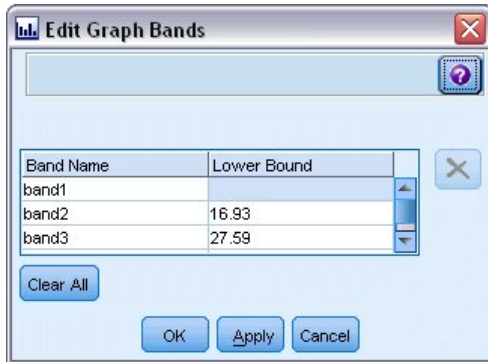 Edit Graph Bands
Band Name Lower Bound
band1
band2 16.93
band3 27.59
Clear All
OK Apply Cancel